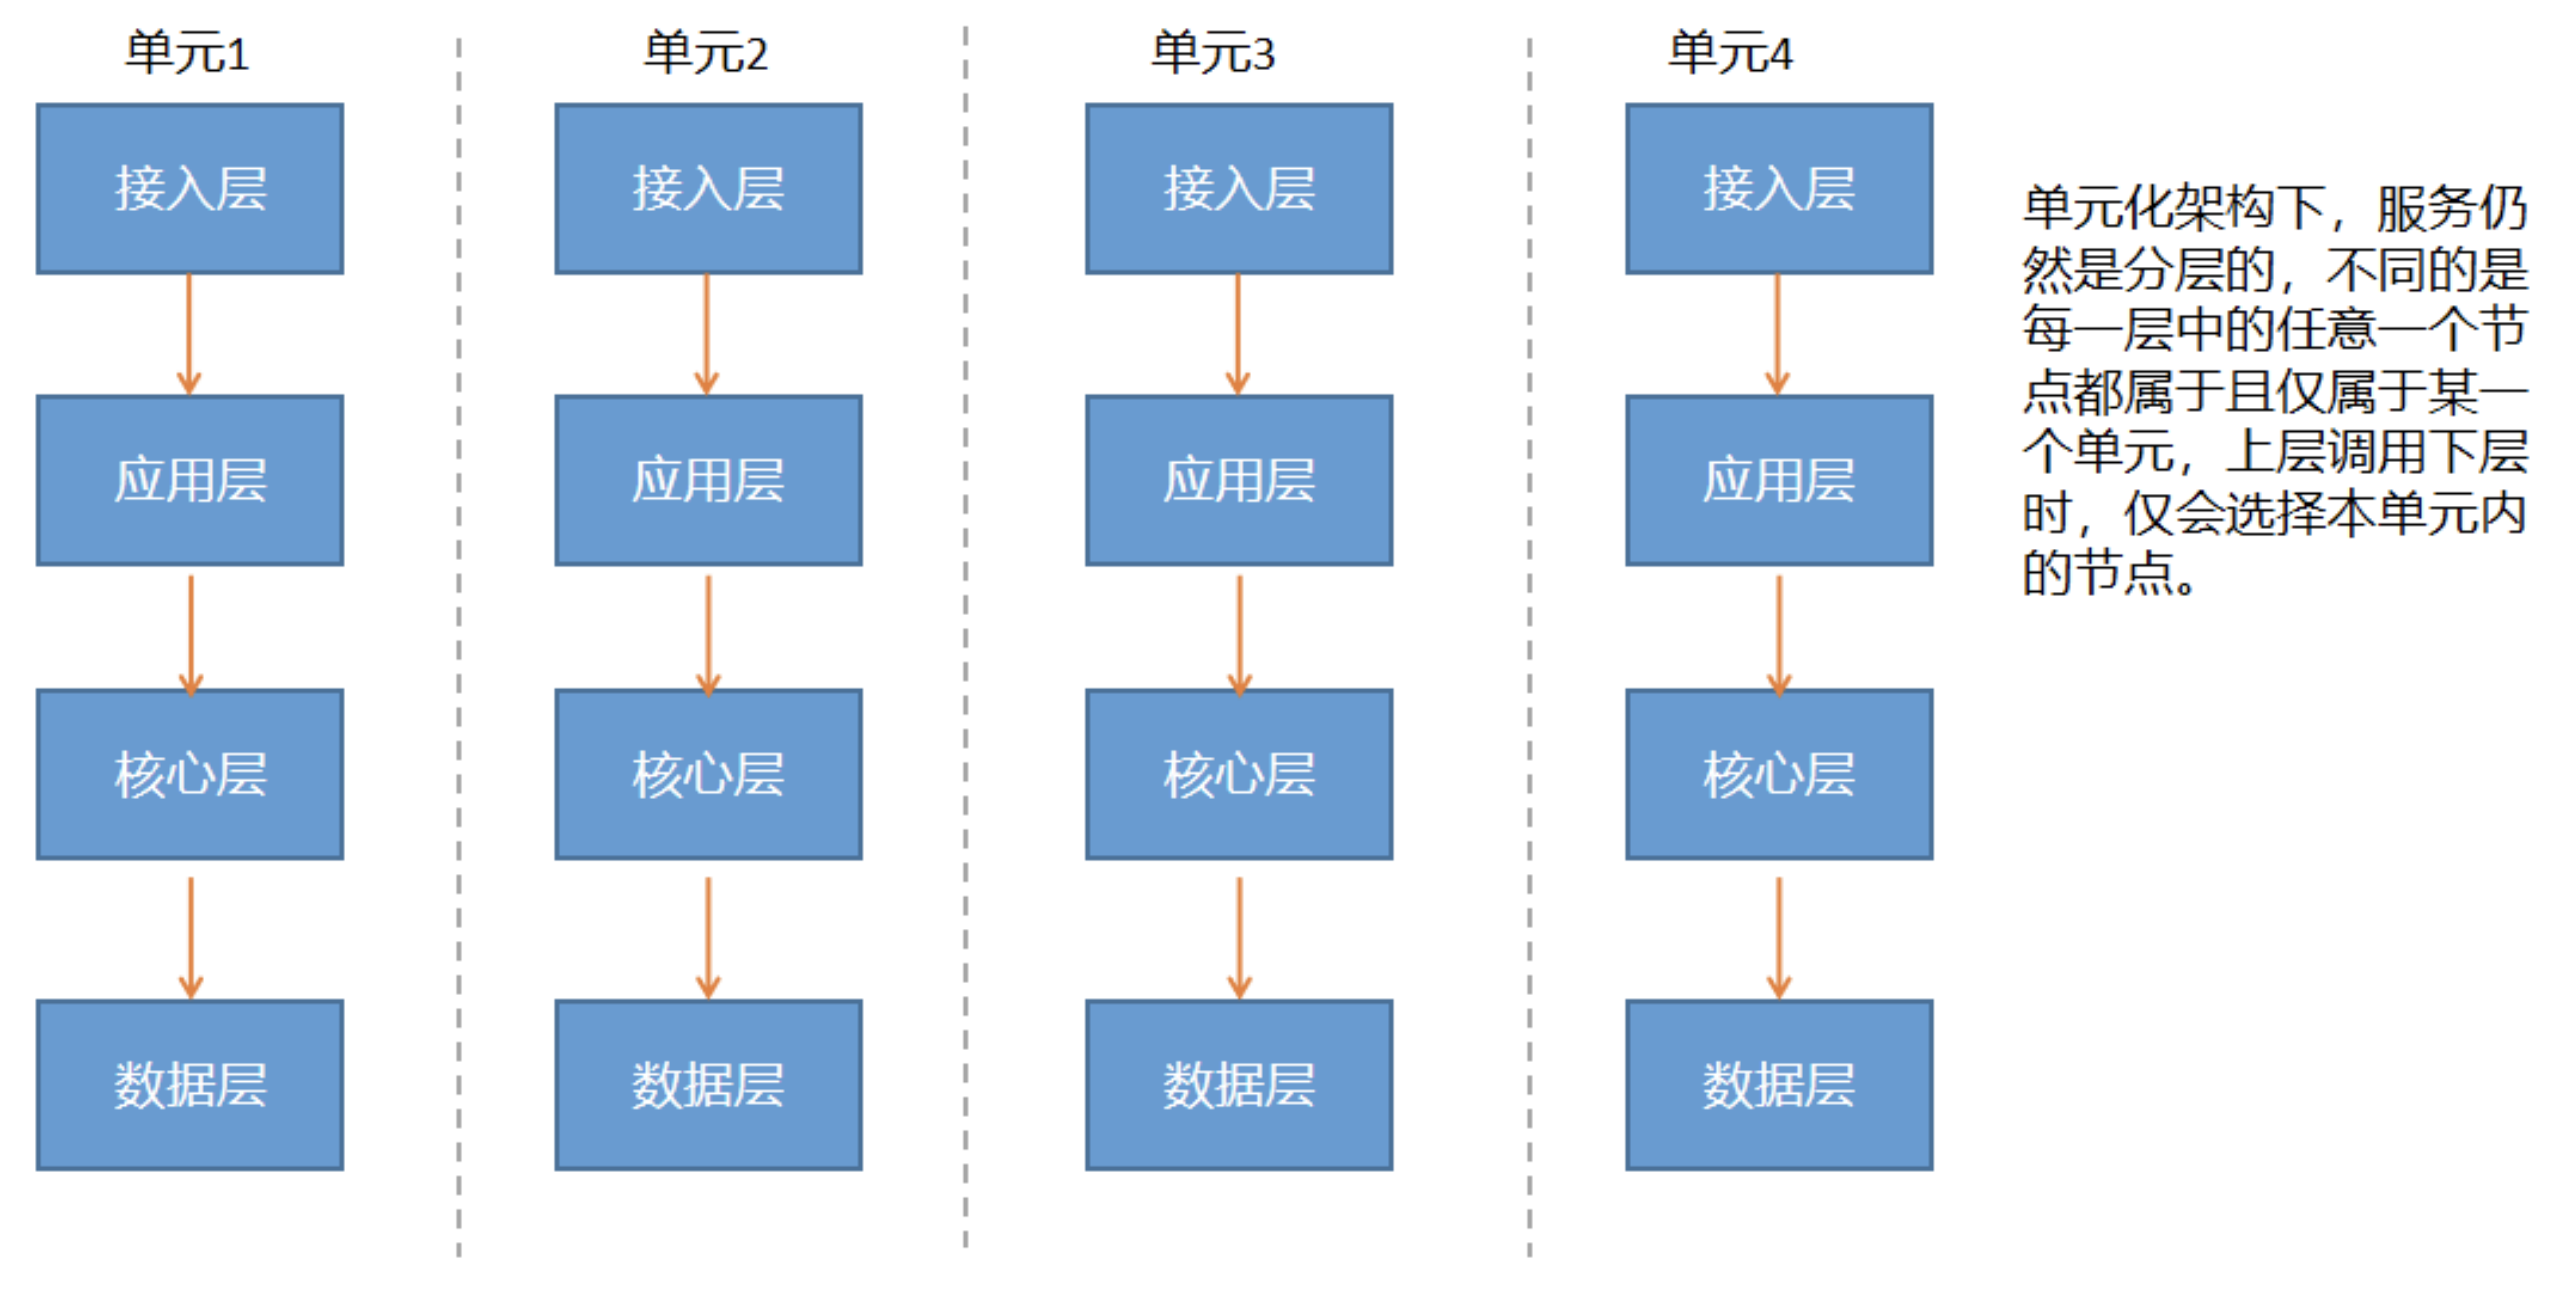 单元1
单元2
单元3
单元4
接入层
接入层
接入层
接入层
应用层
应用层
应用层
应用层
核心层
核心层
核心层
核心层
数据层
数据层
数据层
数据层
单元化架构下，服务仍
然是分层的，不同的是
每一层中的任意一个节
点都属于且仅属于某一
个单元，上层调用下层
时，仅会选择本单元内
的节点。